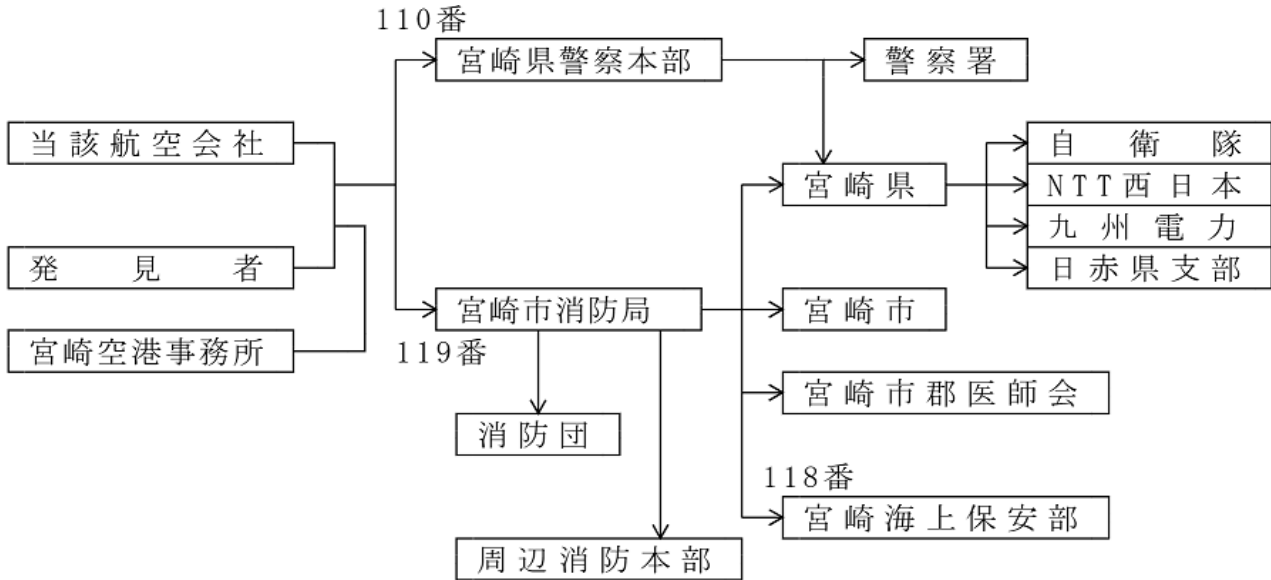 110番
宮崎県警察本部
警察署
当該航空会社
自衛隊
宮崎県
NTT西日本
九州電力
発見者
日赤県支部
宮崎市消防局
宮崎市
119番
宮崎空港事務所
宮崎市郡医師会
消防団
118番
宮崎海上保安部
周辺消防本部